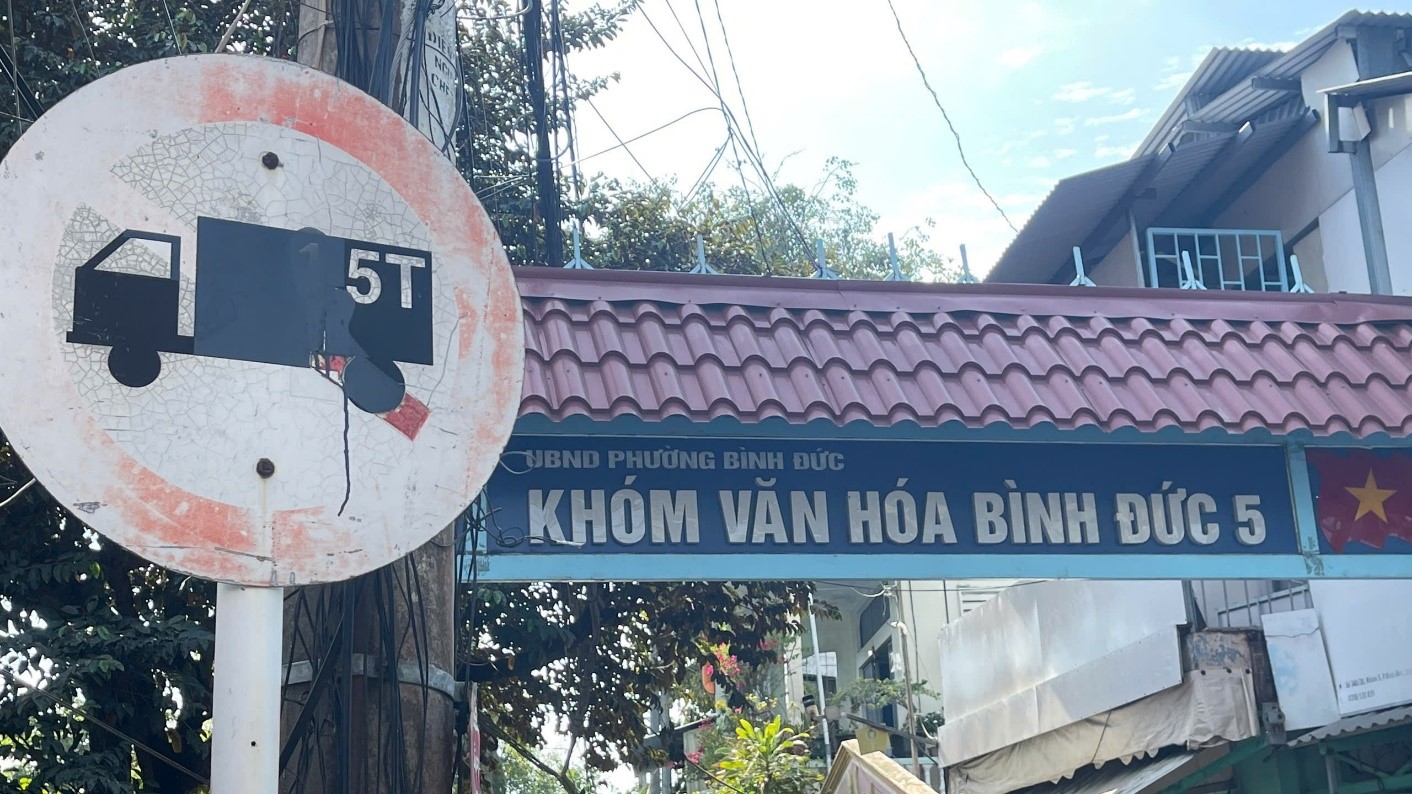 5T
UBND PHƯỜNG BÌNH ĐỨC
KHÓM VĂN HÓA BÌNH ĐỨC 5